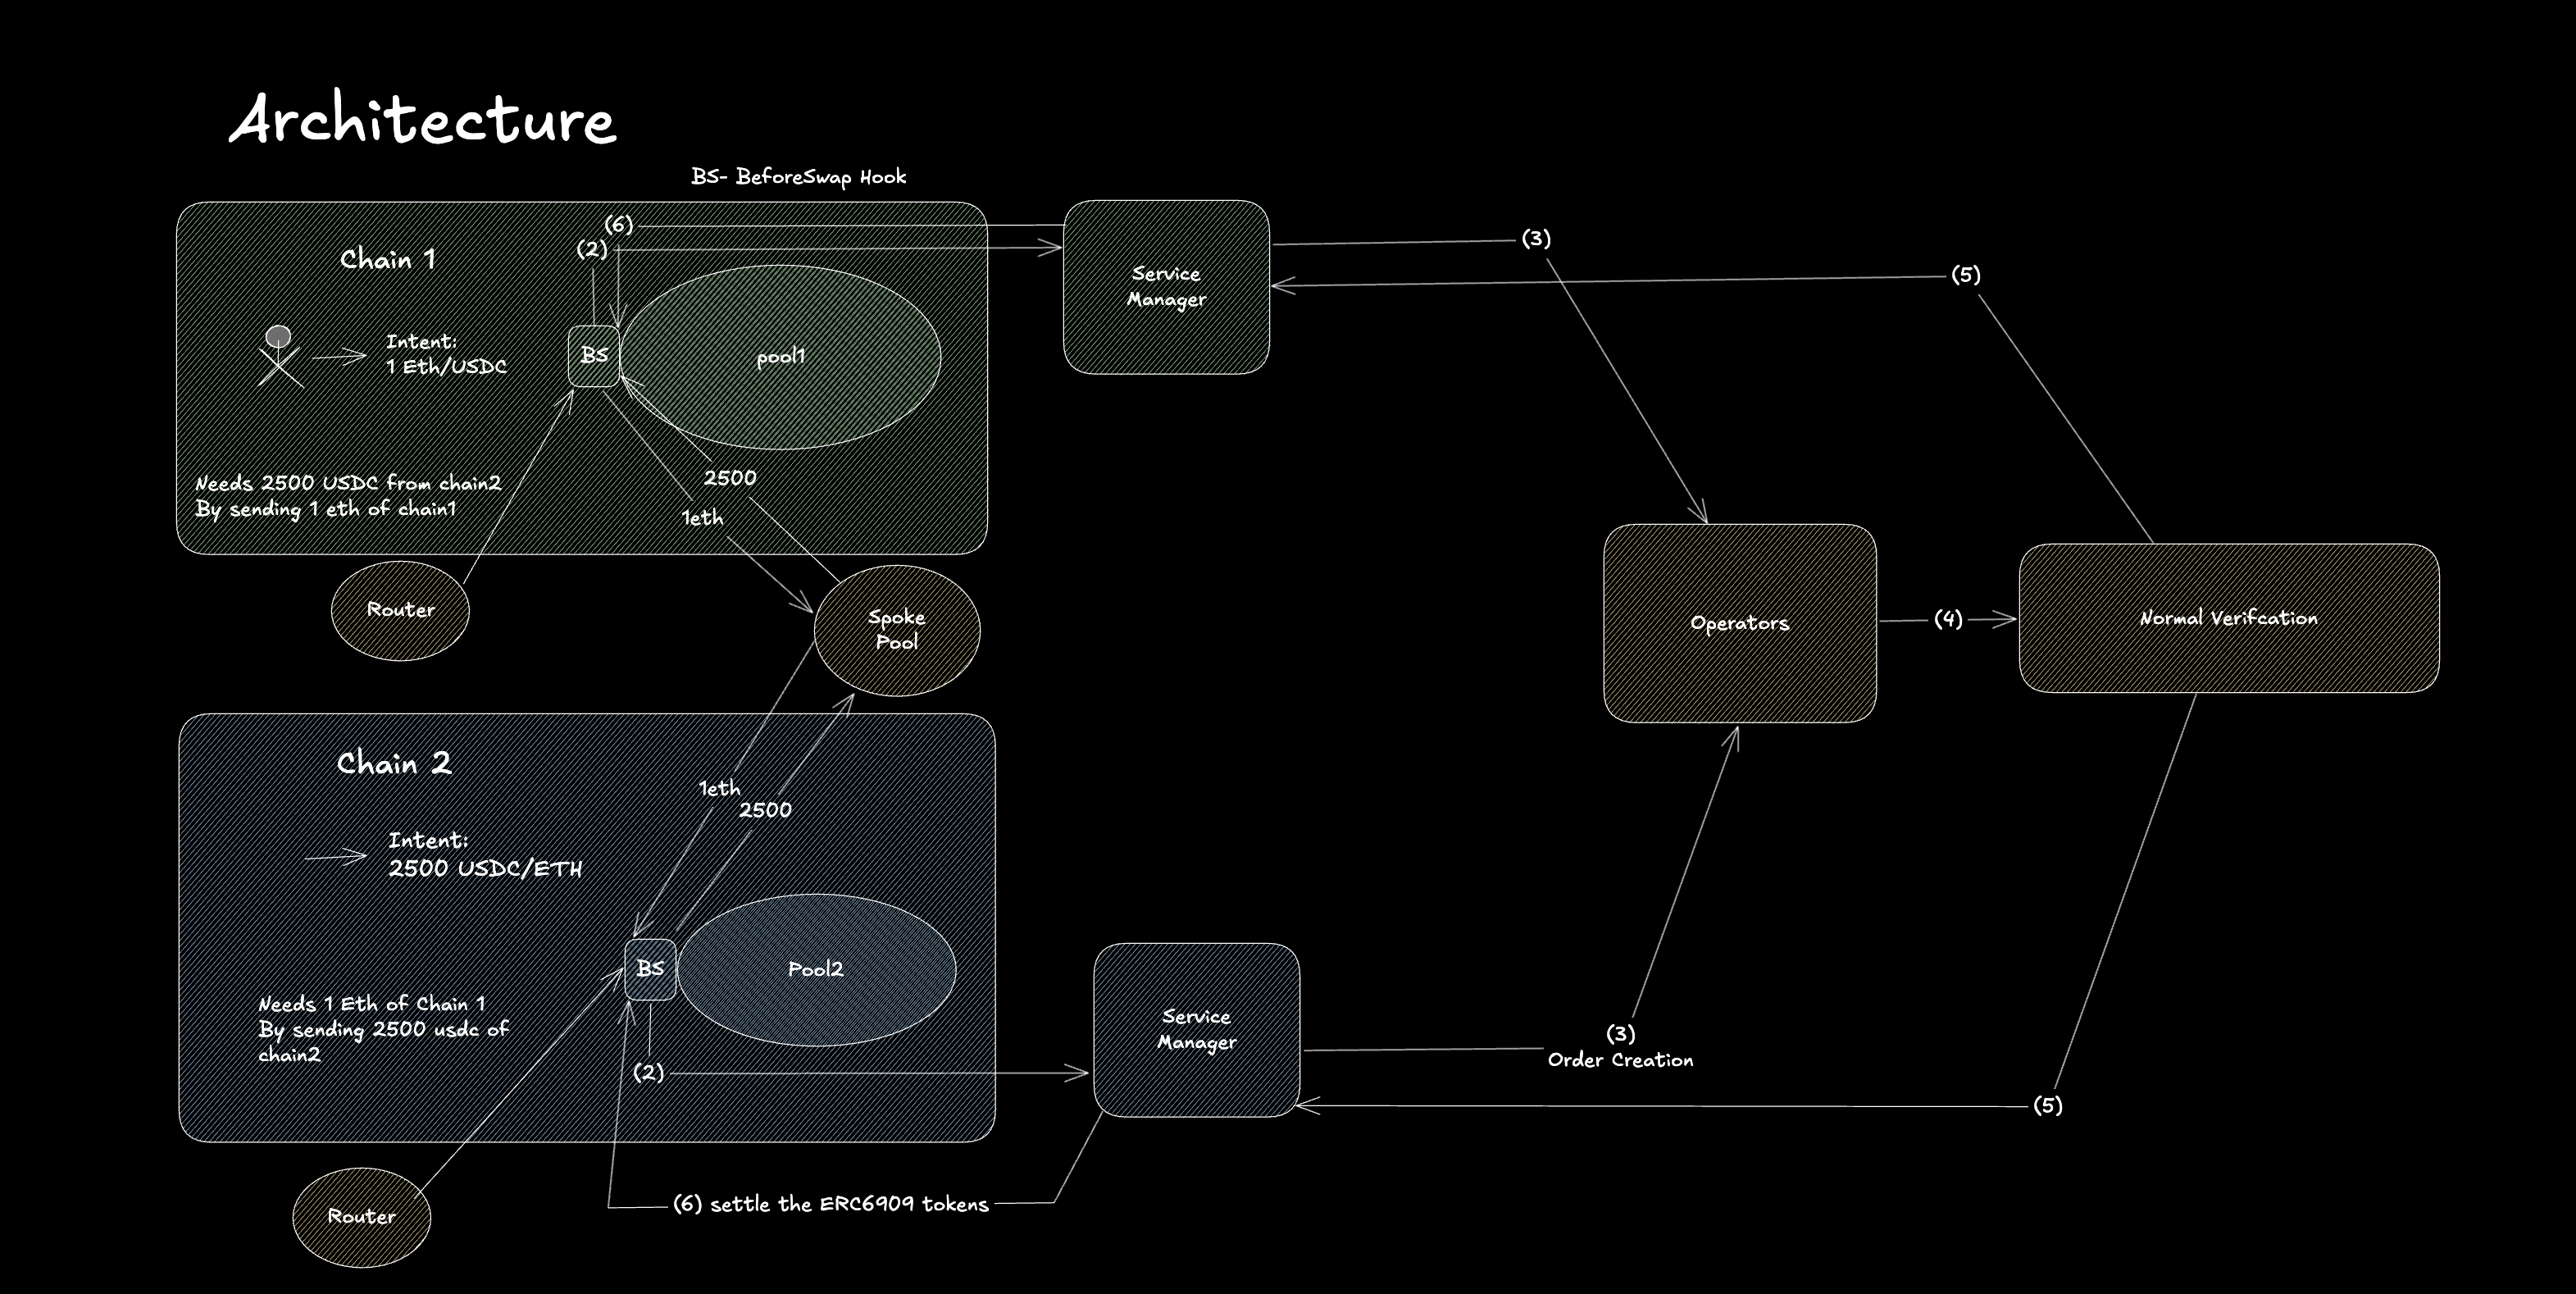 Architecture
BS- BeforeSwap Hook
(6)
(2)
Chain 1
Intent:
1 Eth/USDC
BS
pool1
Needs 2500 USDC from chain2
By sending 1 eth of chain1
2500
1eth
Service
Manager
(3)
(5)
Router
Spoke
Pool
Operators
(4)
Normal Verifcation
Chain 2
1eth
2500
Intent:
2500 USDC/ETH
BS
Pool2
Needs 1 Eth of Chain 1
By sending 2500 usdc of
chain2
(2)
Service
Manager
(3)
Order Creation
(5)
(6) settle the ERC6909 tokens
Router